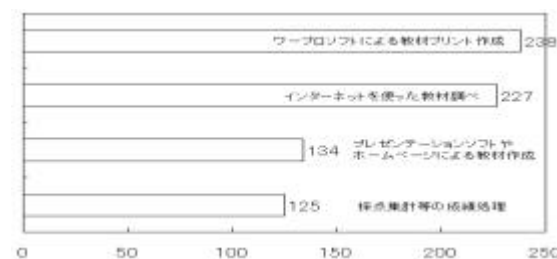 ワープロソフトによる教材プリント作成 238
インターネットを使った教材調べ 227
134 プレゼンテーションソフトや
ホームページによる教材作成
125 採点集計等の成績処理
0 50 100 150 200 250